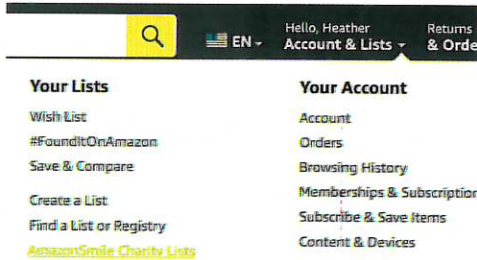 Hello, Heather
Returns
EN
Account & Lists
& Orde
Your Lists
Wish List
#FoundItOnAmazon
Save & Compare
Create a List
Find a List or Registry
AmazonSmile Charity Lists
Your Account
Account
Orders
Browsing History
Memberships & Subscription
Subscribe & Save Items
Content & Devices